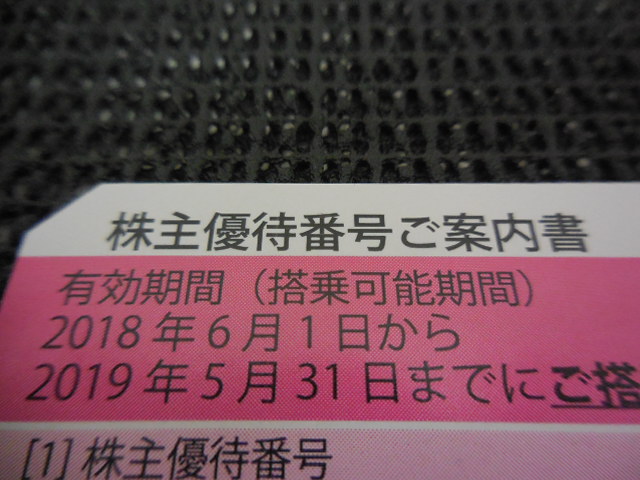 株主優待番号ご案内書
有効期間（搭乗可能期間）
2018年6月1日から
2019年5月31日までにご搭
[1] 株主優待番号